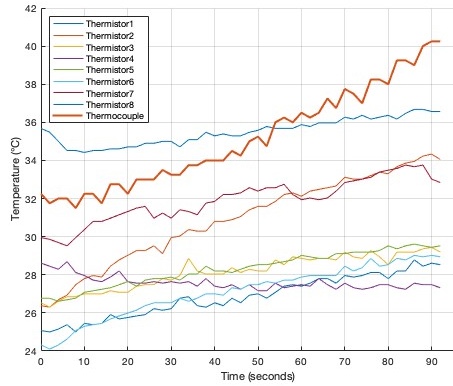 42
40
38
36
34
32
30
28
26
24
Temperature (°C)
Thermistor1
Thermistor2
Thermistor3
Thermistor4
Thermistor5
Thermistor6
Thermistor7
Thermistor8
Thermocouple
0 10 20 30 40 50 60 70 80 90
Time (seconds)